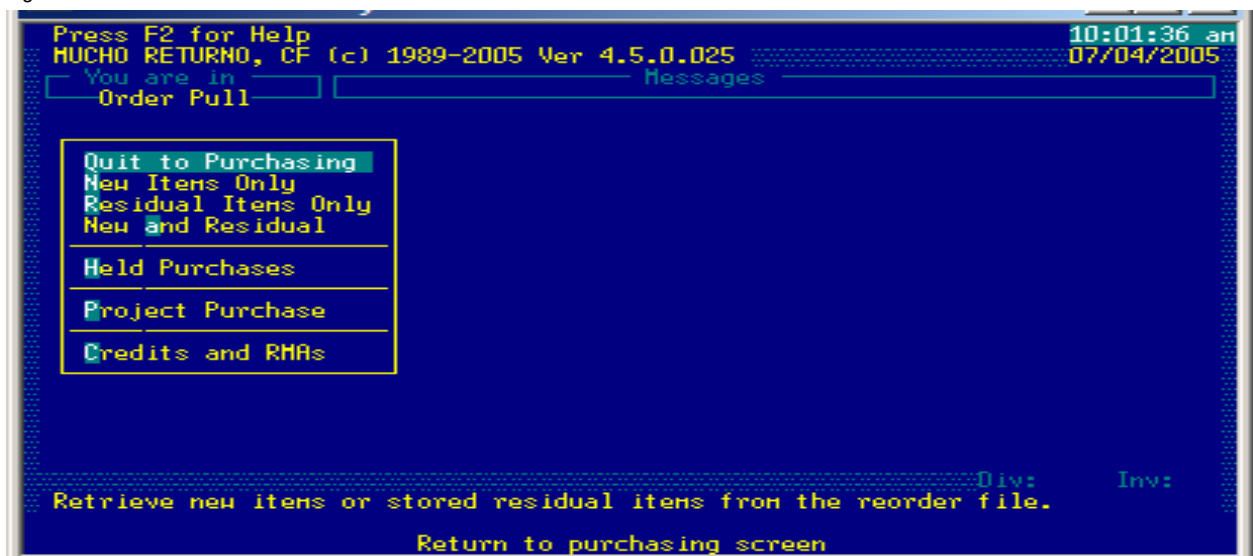 Press F2 for Help 10:01:36 am
MUCHO RETURNO, CF (c) 1989-2005 Ver 4.5.0.025 07/04/2005
You are in Messages
Order Pull
Quit to Purchasing
New Items Only
Residual Items Only
New and Residual
Held Purchases
Project Purchase
Credits and RMAs
Div: Inv:
Retrieve new items or stored residual items from the reorder file.
Return to purchasing screen